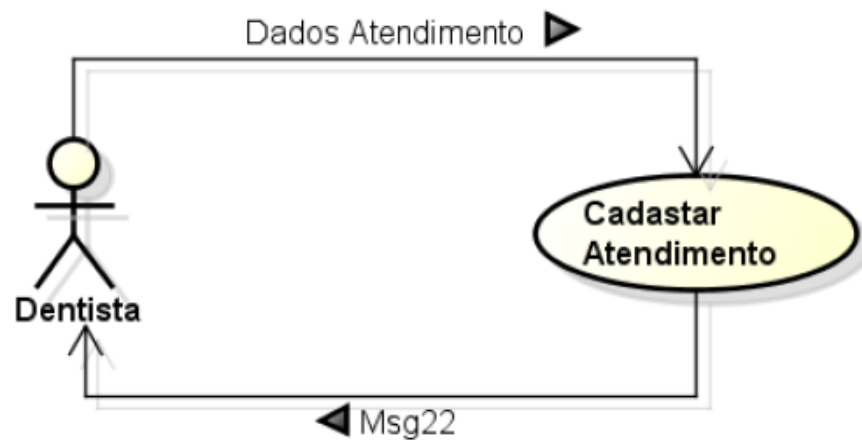 Dados Atendimento
Cadastar
Atendimento
Dentista
Msg22